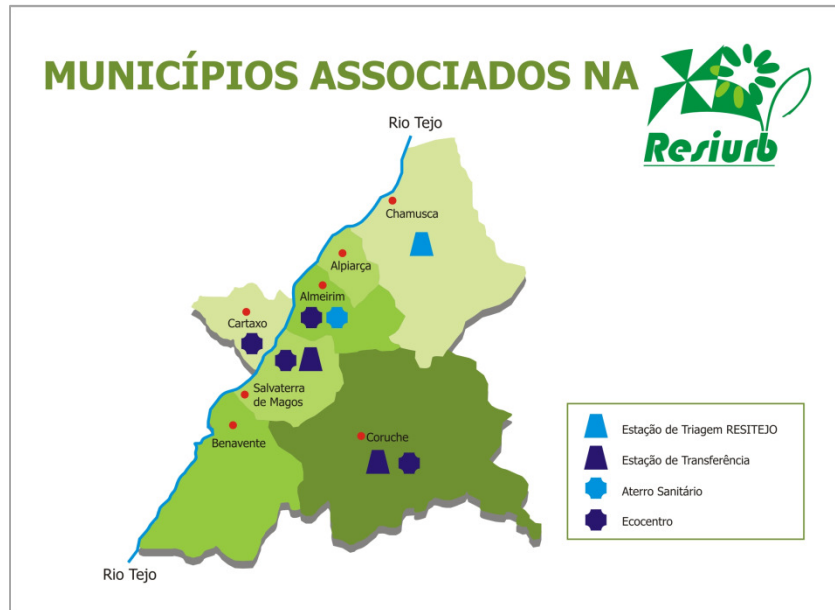 MUNICÍPIOS ASSOCIADOS NA
Resiurb
Rio Tejo
Chamusca
Alpiarça
Almeirim
Cartaxo
Salvaterra
de Magos
Benavente
Coruche
Rio Tejo
Estação de Triagem RESITEJO
Estação de Transferência
Aterro Sanitário
Ecocentro